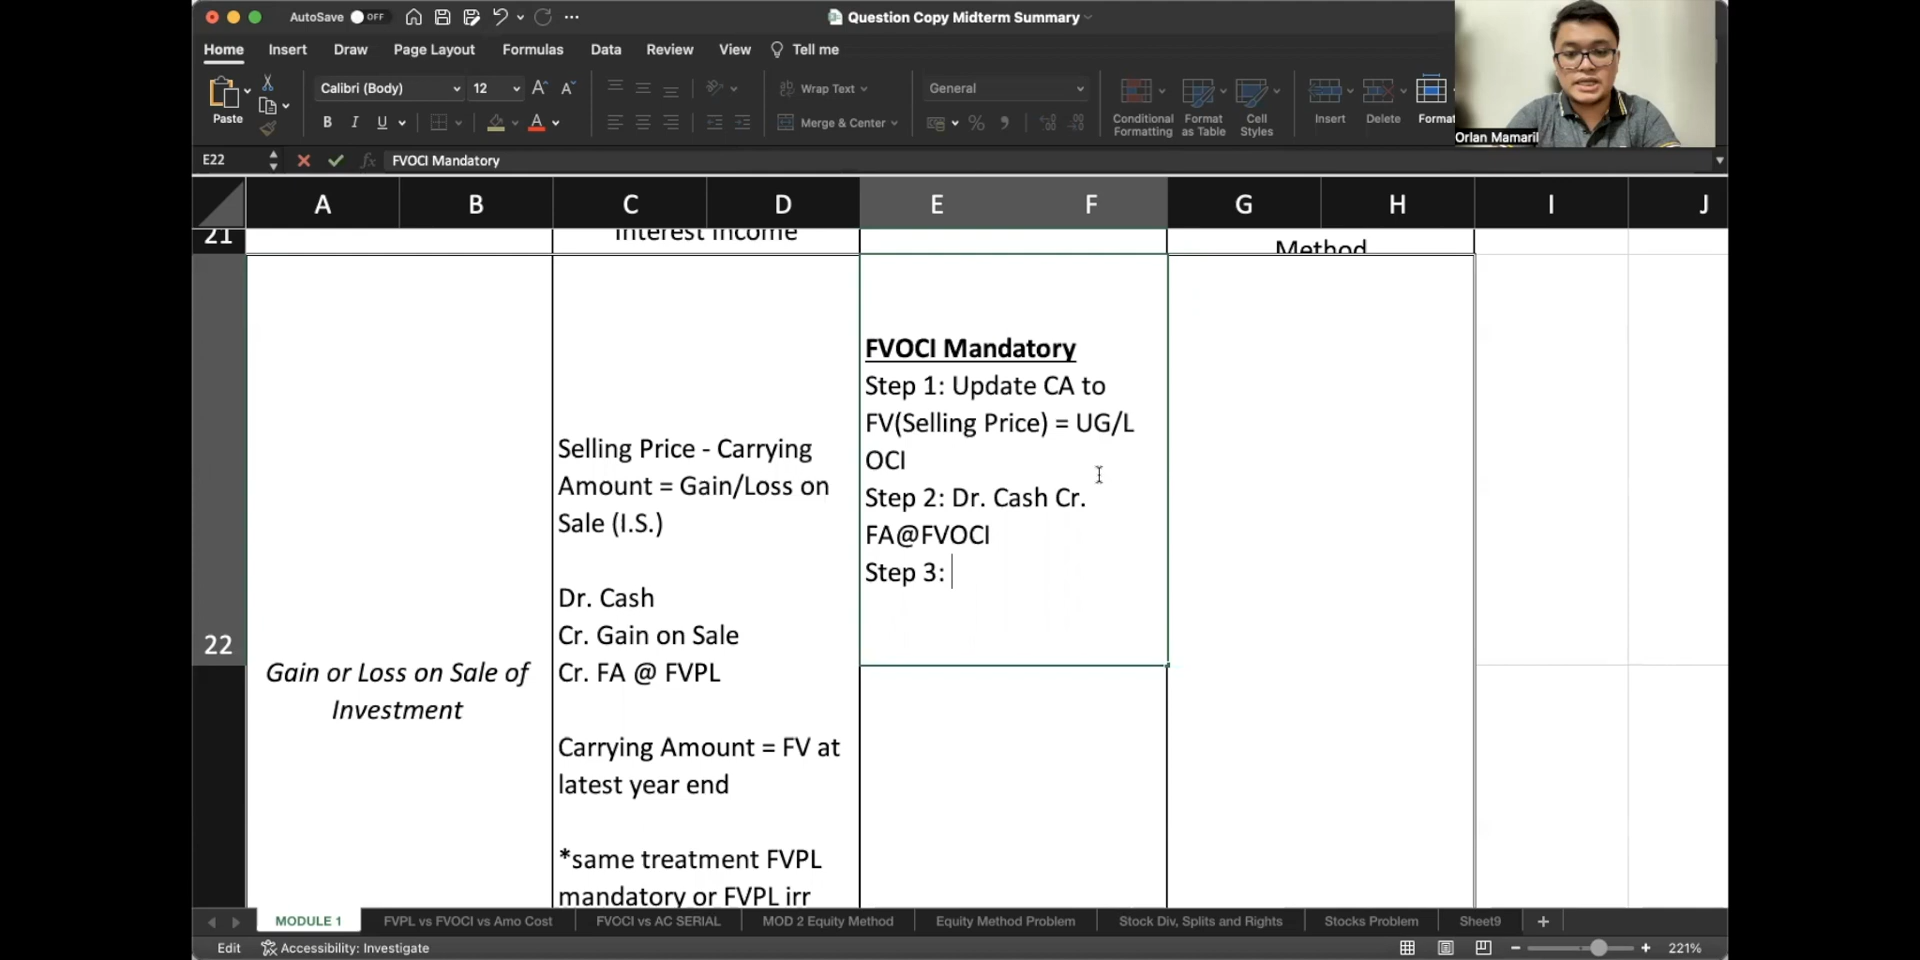 AutoSave OFF
Question Copy Midterm Summary
Home Insert Draw Page Layout Formulas Data Review View Tell me
Paste
Calibri (Body) 12
B I U
Wrap Text
Merge & Center
General
Conditional Formatting
Format as Table
Cell Styles
Insert
Delete
Format
Orlan Mamaril
E22 fx FVOCI Mandatory
A B C D E F G H I J
21
Interest Income
Method
22
Gain or Loss on Sale of
Investment
Selling Price - Carrying
Amount = Gain/Loss on
Sale (I.S.)
Dr. Cash
Cr. Gain on Sale
Cr. FA @ FVPL
Carrying Amount = FV at
latest year end
*same treatment FVPL
mandatory or FVPL irr
FVOCI Mandatory
Step 1: Update CA to
FV(Selling Price) = UG/L
OCI
Step 2: Dr. Cash Cr.
FA@FVOCI
Step 3:
MODULE 1 FVPL vs FVOCI vs Amo Cost FVOCI vs AC SERIAL MOD 2 Equity Method Equity Method Problem Stock Div, Splits and Rights Stocks Problem Sheet9 +
Edit Accessibility: Investigate 221%